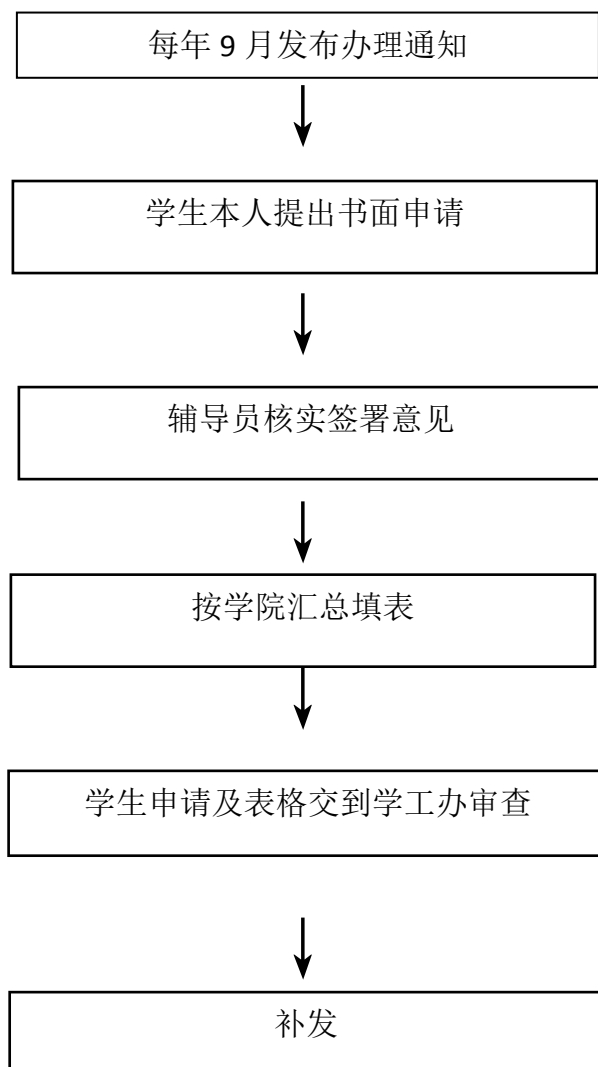 每年 9 月发布办理通知
学生本人提出书面申请
辅导员核实签署意见
按学院汇总填表
学生申请及表格交到学工办审查
补发